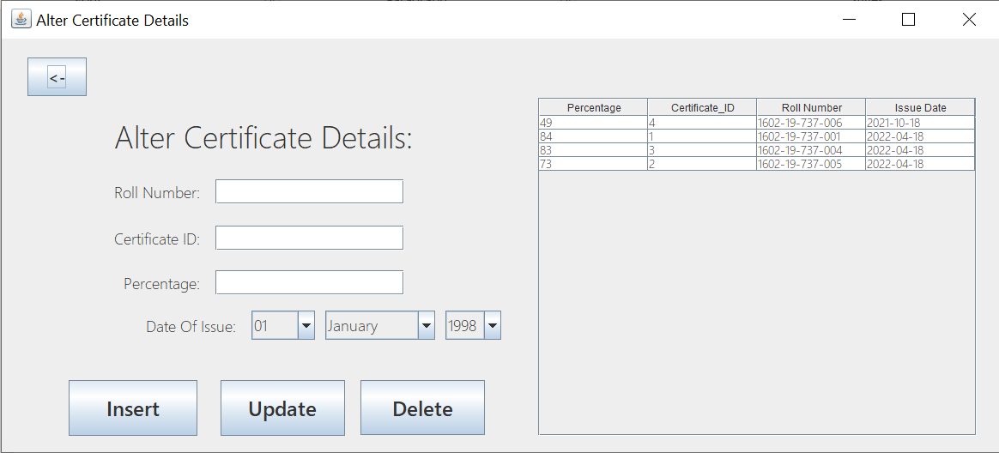 Alter Certificate Details
<-
Alter Certificate Details:
Roll Number:
Certificate ID:
Percentage:
Date Of Issue: 01 January 1998
Insert Update Delete
Percentage Certificate_ID Roll Number Issue Date
49 4 1602-19-737-006 2021-10-18
84 1 1602-19-737-001 2022-04-18
83 3 1602-19-737-004 2022-04-18
73 2 1602-19-737-005 2022-04-18